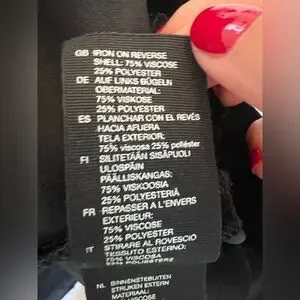 GB IRON ON REVERSE
SHELL: 75% VISCOSE
25% POLYESTER
DE AUF LINKS BÜGELN
OBERMATERIAL:
75% VISKOSE
25% POLYESTER
ES PLANCHAR CON EL REVÉS
HACIA AFUERA
TELA EXTERIOR:
75% viscosa 25% poliéster
FI SILITETÄÄN SISÄPUOLI
ULOSPÄIN
PÄÄLLISKANGAS:
75% VISKOOSIA
25% POLYESTERIÄ
FR REPASSER A L'ENVERS
EXTERIEUR:
75% VISCOSE
25% POLYESTER
IT STIRARE AL ROVESCIO
TESSUTO ESTERNO:
75% VISCOSA
NL BINNENSTEBUITEN
STRIJKEN EXTERN
MATERIAAL: